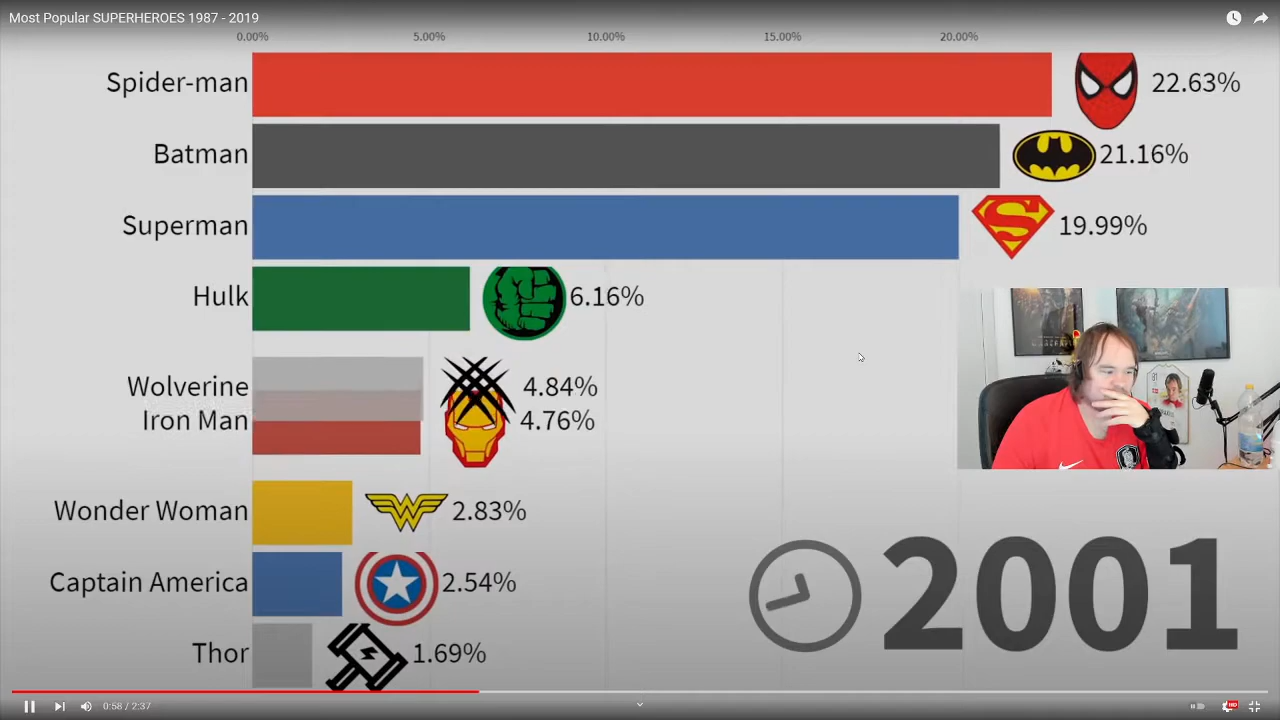 Most Popular SUPERHEROES 1987 - 2019
0.00% 5.00% 10.00% 15.00% 20.00%
Spider-man 22.63%
Batman 21.16%
Superman 19.99%
Hulk 6.16%
Wolverine 4.84%
Iron Man 4.76%
Wonder Woman 2.83%
Captain America 2.54%
Thor 1.69%
2001
0:58 / 2:37
HD